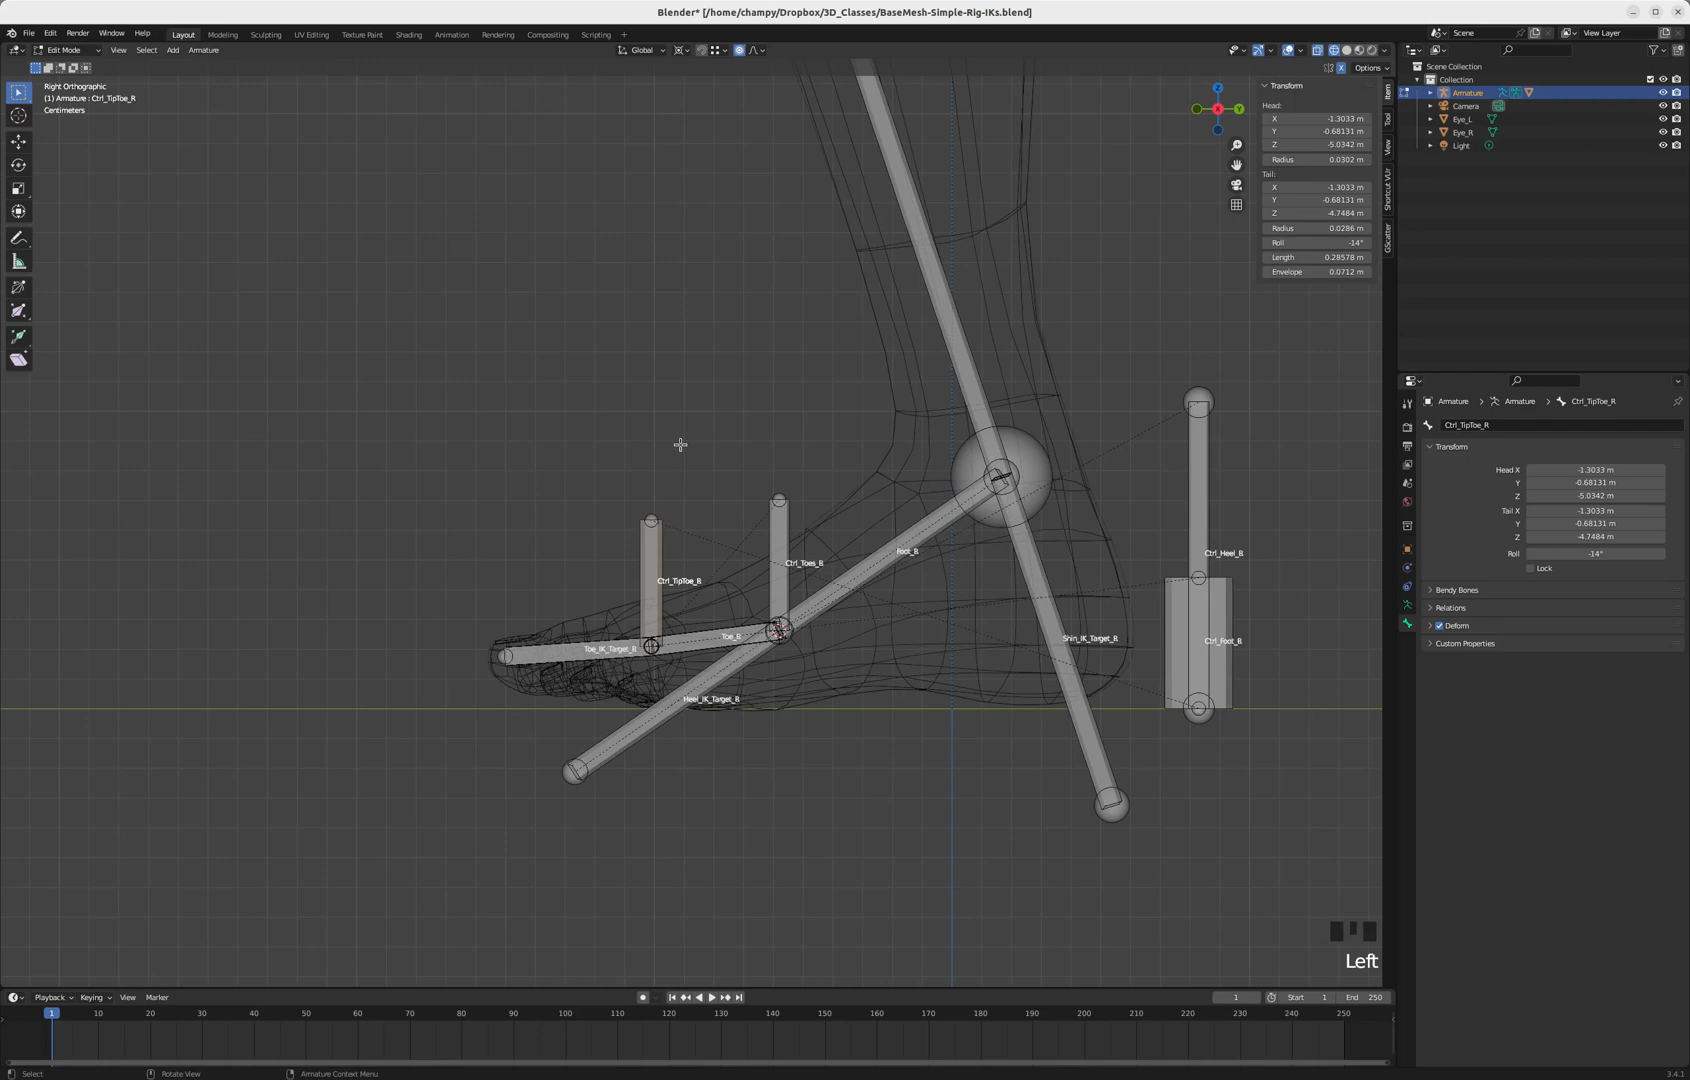 Blender* [/home/champy/Dropbox/3D_Classes/BaseMesh-Simple-Rig-IKs.blend]
File Edit Render Window Help Layout Modeling Sculpting UV Editing Texture Paint Shading Animation Rendering Compositing Scripting + Scene View Layer
Edit Mode View Select Add Armature Global
X Options
Right Orthographic
(1) Armature : Ctrl_TipToe_R
Centimeters
Z
X
Y
Transform
Head:
X -1.3033 m
Y -0.68131 m
Z -5.0342 m
Radius 0.0302 m
Tail:
X -1.3033 m
Y -0.68131 m
Z -4.7484 m
Radius 0.0286 m
Roll -14°
Length 0.28578 m
Envelope 0.0712 m
Item
Tool
View
Shortcut VUr
GScatter
Scene Collection
Collection
Armature
Camera
Eye_L
Eye_R
Light
Armature Armature Ctrl_TipToe_R
Ctrl_TipToe_R
Transform
Head X -1.3033 m
Y -0.68131 m
Z -5.0342 m
Tail X -1.3033 m
Y -0.68131 m
Z -4.7484 m
Roll -14°
Lock
Bendy Bones
Relations
Deform
Custom Properties
Foot_R
Ctrl_Heel_R
Ctrl_Toes_R
Ctrl_TipToe_R
Toe_R
Shin_IK_Target_R
Ctrl_Foot_R
Toe_IK_Target_R
Heel_IK_Target_R
Left
Playback Keying View Marker 1 Start 1 End 250
1 10 20 30 40 50 60 70 80 90 100 110 120 130 140 150 160 170 180 190 200 210 220 230 240 250
Select Rotate View Armature Context Menu 3.4.1